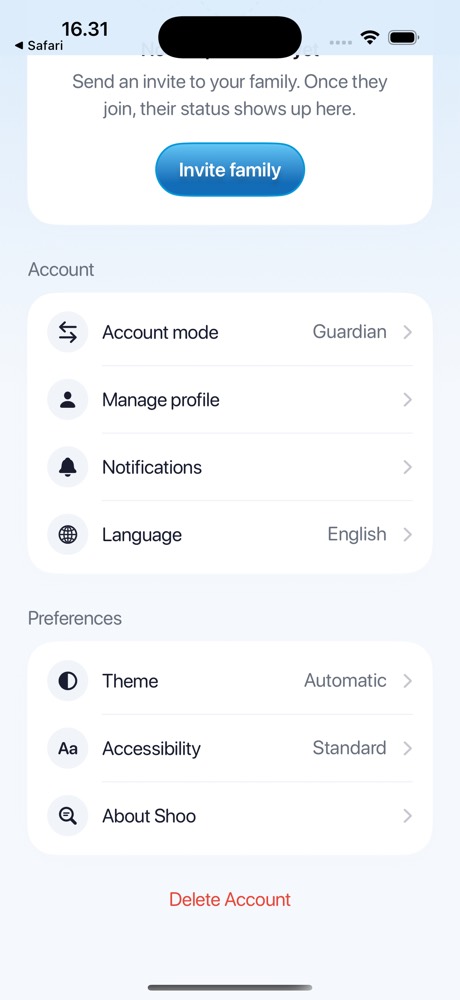 16.31
◀ Safari
Send an invite to your family. Once they
join, their status shows up here.
Invite family
Account
Account mode Guardian
Manage profile
Notifications
Language English
Preferences
Theme Automatic
Aa Accessibility Standard
About Shoo
Delete Account